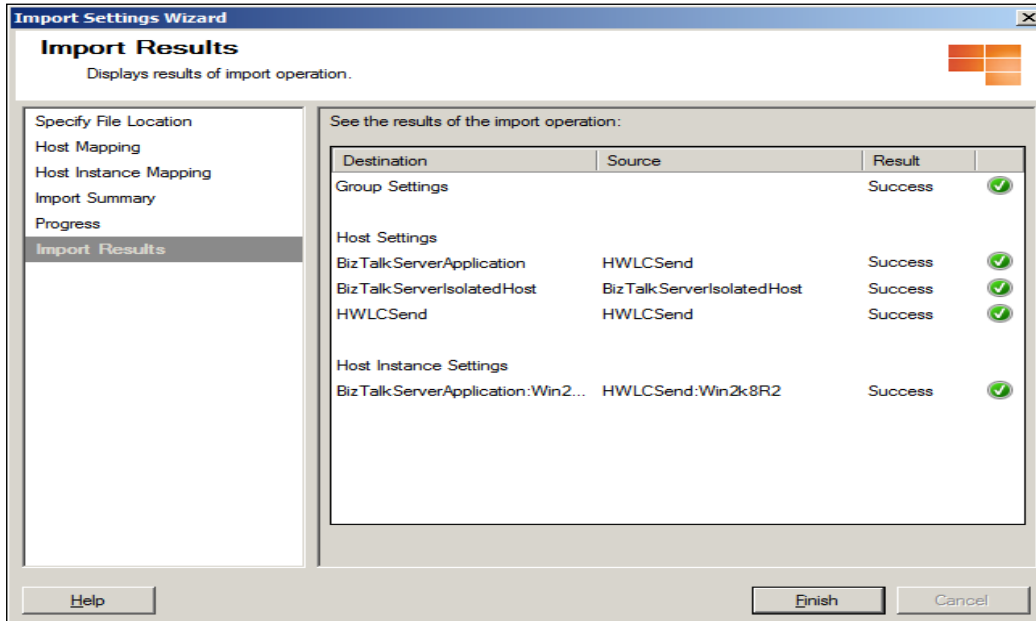 Import Settings Wizard
Import Results
Displays results of import operation.
Specify File Location
Host Mapping
Host Instance Mapping
Import Summary
Progress
Import Results
See the results of the import operation:
Destination Source Result
Group Settings Success
Host Settings
BizTalkServerApplication HWLCSend Success
BizTalkServerIsolatedHost BizTalkServerIsolatedHost Success
HWLCSend HWLCSend Success
Host Instance Settings
BizTalkServerApplication:Win2... HWLCSend:Win2k8R2 Success
Help Finish Cancel